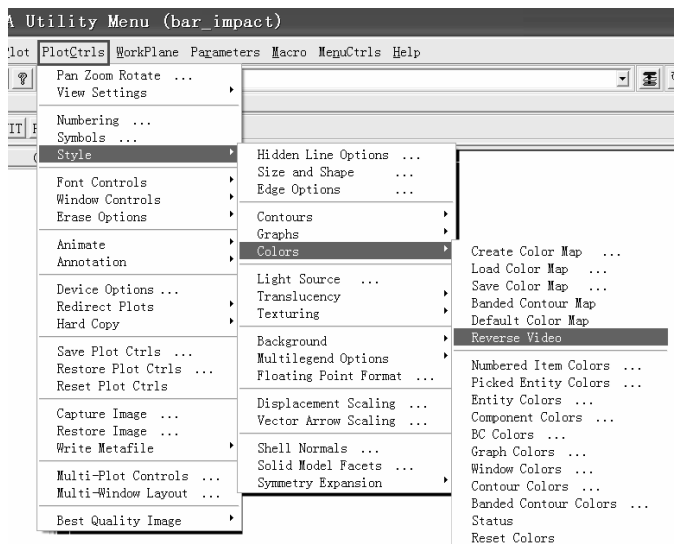 A Utility Menu (bar_impact)
Plot PlotCtrls WorkPlane Parameters Macro MenuCtrls Help
?
Pan Zoom Rotate ...
View Settings
Numbering ...
Symbols ...
Style
Font Controls
Window Controls
Erase Options
Animate
Annotation
Device Options ...
Redirect Plots
Hard Copy
Save Plot Ctrls ...
Restore Plot Ctrls ...
Reset Plot Ctrls
Capture Image ...
Restore Image ...
Write Metafile
Multi-Plot Controls ...
Multi-Window Layout ...
Best Quality Image
Hidden Line Options ...
Size and Shape ...
Edge Options ...
Contours
Graphs
Colors
Light Source ...
Translucency
Texturing
Background
Multilegend Options
Floating Point Format ...
Displacement Scaling ...
Vector Arrow Scaling ...
Shell Normals ...
Solid Model Facets ...
Symmetry Expansion
Create Color Map ...
Load Color Map ...
Save Color Map ...
Banded Contour Map
Default Color Map
Reverse Video
Numbered Item Colors ...
Picked Entity Colors ...
Entity Colors ...
Component Colors ...
BC Colors ...
Graph Colors ...
Window Colors ...
Contour Colors ...
Banded Contour Colors ...
Status
Reset Colors